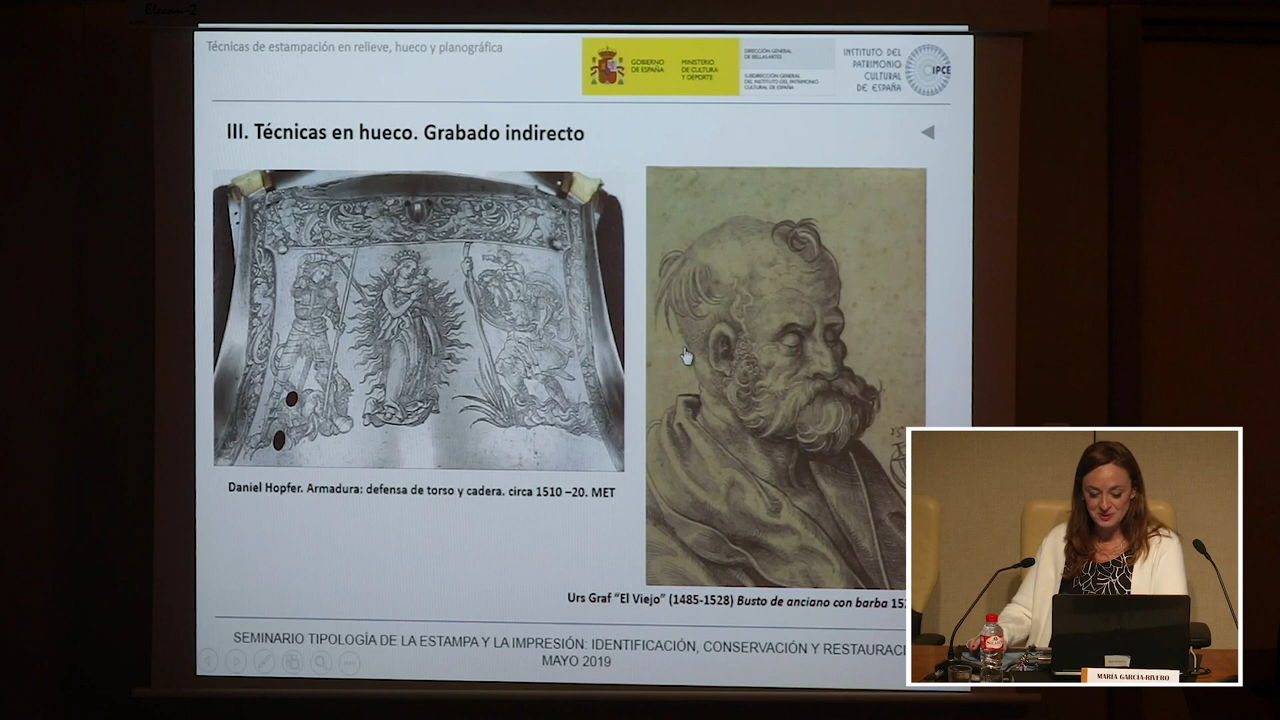 Elecom-2
Técnicas de estampación en relieve, hueco y planográfica
GOBIERNO
DE ESPAÑA
MINISTERIO
DE CULTURA
Y DEPORTE
DIRECCIÓN GENERAL
DE BELLAS ARTES
SUBDIRECCIÓN GENERAL
DEL INSTITUTO DEL PATRIMONIO
CULTURAL DE ESPAÑA
INSTITUTO DEL
PATRIMONIO
CULTURAL
DE ESPAÑA
IPCE
III. Técnicas en hueco. Grabado indirecto
Daniel Hopfer. Armadura: defensa de torso y cadera. circa 1510 –20. MET
Urs Graf "El Viejo" (1485-1528) Busto de anciano con barba
SEMINARIO TIPOLOGÍA DE LA ESTAMPA Y LA IMPRESIÓN: IDENTIFICACIÓN, CONSERVACIÓN Y RESTAURACI
MAYO 2019
MARÍA GARCIA-RIVERO